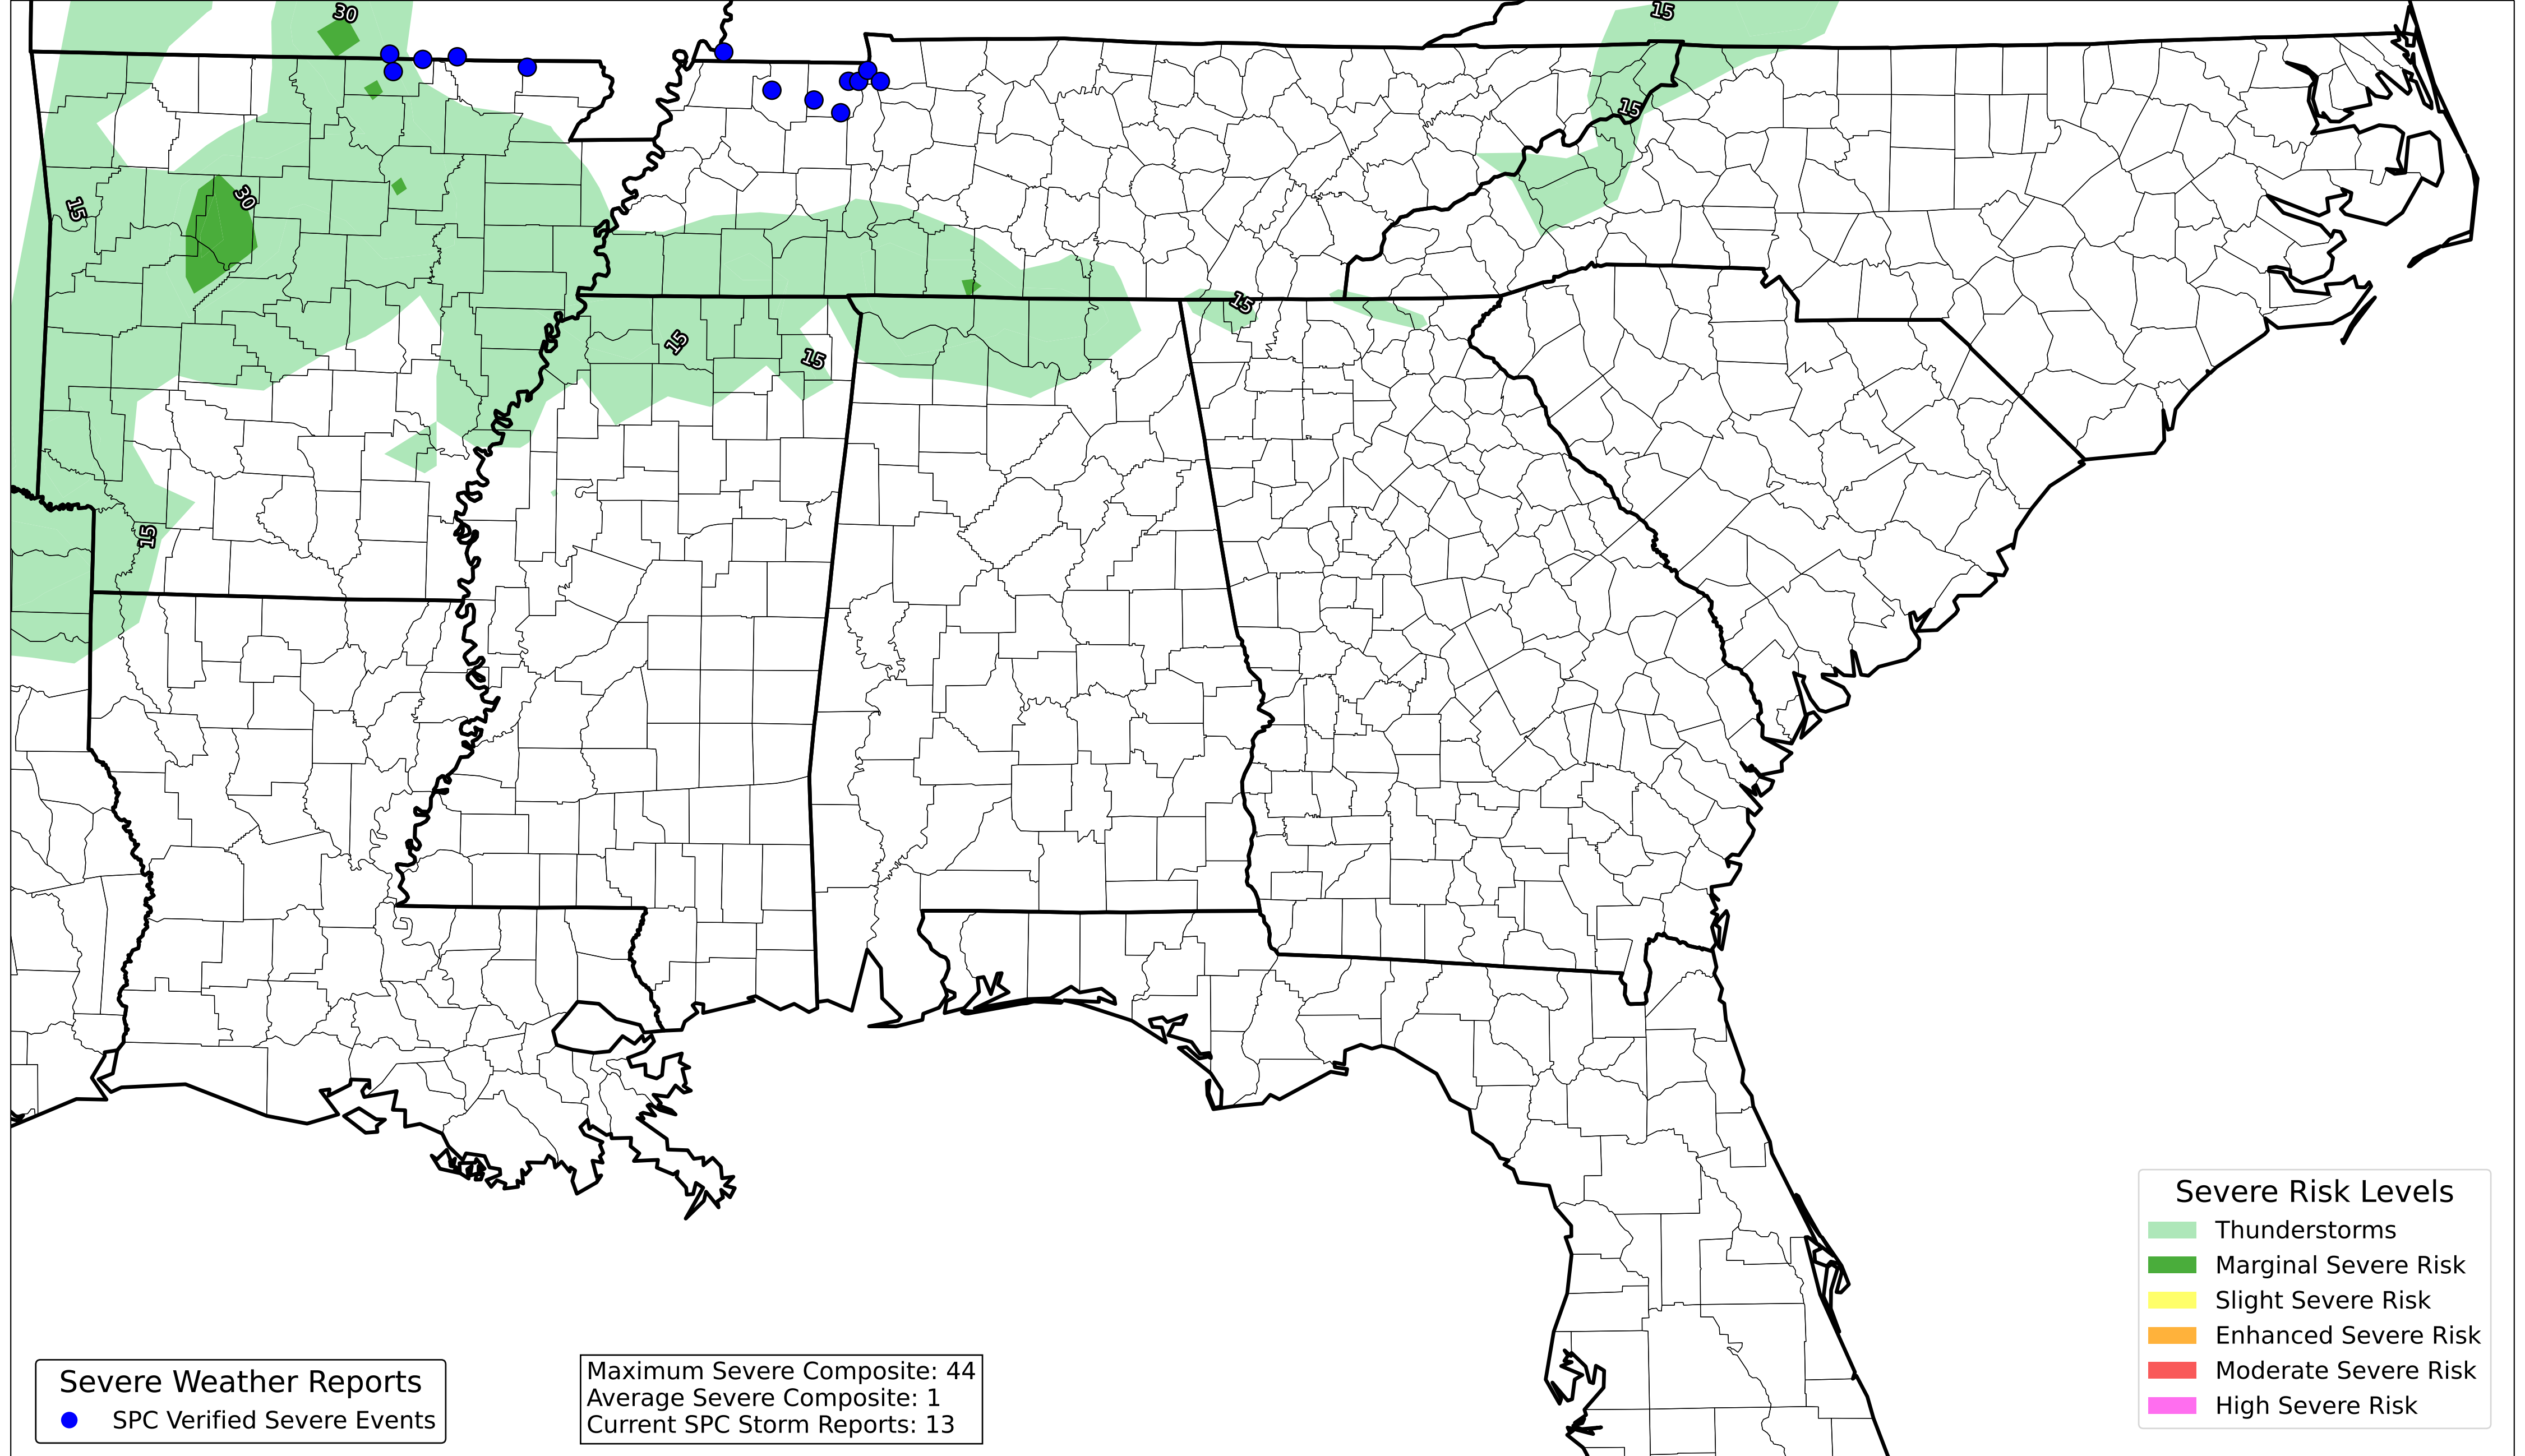 30
15
15
30
15
15
15
15
15
Severe Risk Levels
Thunderstorms
Marginal Severe Risk
Slight Severe Risk
Enhanced Severe Risk
Moderate Severe Risk
High Severe Risk
Severe Weather Reports
SPC Verified Severe Events
Maximum Severe Composite: 44
Average Severe Composite: 1
Current SPC Storm Reports: 13